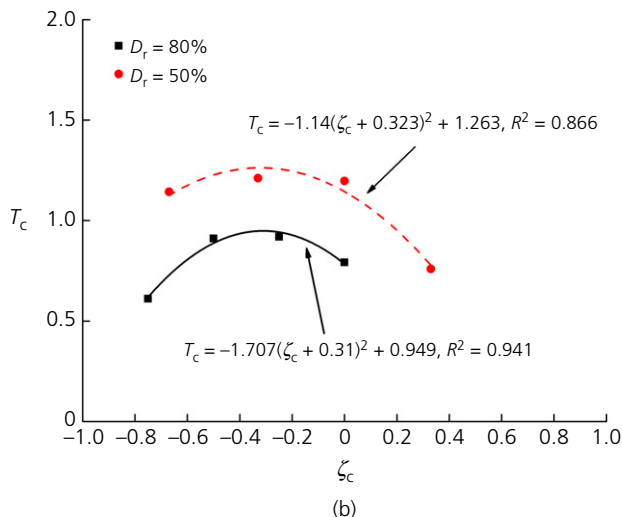 2.0
1.5
1.0
0.5
0
T_c
D_r = 80%
D_r = 50%
T_c = –1.14(ζ_c + 0.323)² + 1.263, R² = 0.866
T_c = –1.707(ζ_c + 0.31)² + 0.949, R² = 0.941
–1.0 –0.8 –0.6 –0.4 –0.2 0 0.2 0.4 0.6 0.8 1.0
ζ_c
(b)